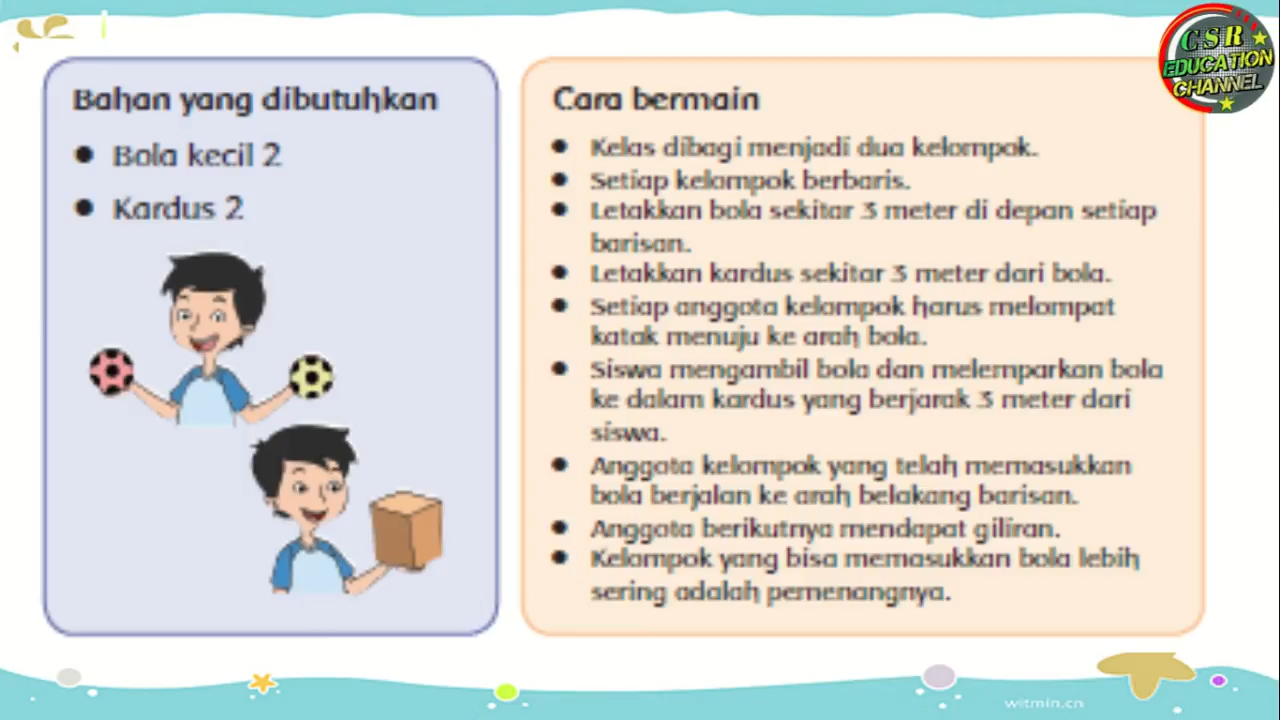 CSR
EDUCATION
CHANNEL
Bahan yang dibutuhkan
● Bola kecil 2
● Kardus 2
Cara bermain
● Kelas dibagi menjadi dua kelompok.
● Setiap kelompok berbaris.
● Letakkan bola sekitar 3 meter di depan setiap
barisan.
● Letakkan kardus sekitar 3 meter dari bola.
● Setiap anggota kelompok harus melompat
katak menuju ke arah bola.
● Siswa mengambil bola dan melemparkan bola
ke dalam kardus yang berjarak 3 meter dari
siswa.
● Anggota kelompok yang telah memasukkan
bola berjalan ke arah belakang barisan.
● Anggota berikutnya mendapat giliran.
● Kelompok yang bisa memasukkan bola lebih
sering adalah pemenangnya.
witmin.cn